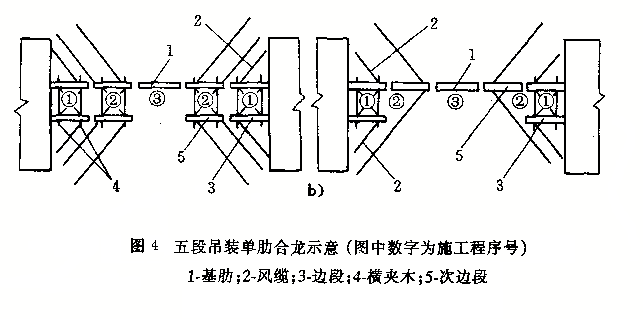 2 1 2 1
① ② ③ ② ① ① ② ③ ② ①
4 5 3 2 5 3
b)
图 4 五段吊装单肋合龙示意(图中数字为施工程序号)
1-基肋;2-风缆;3-边段;4-横夹木;5-次边段